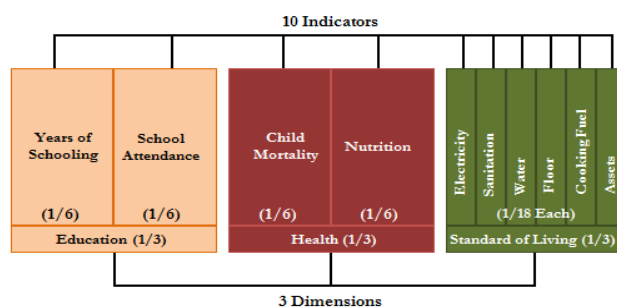 10 Indicators
Years of
Schooling
(1/6)
School
Attendance
(1/6)
Education (1/3)
Child
Mortality
(1/6)
Nutrition
(1/6)
Health (1/3)
Electricity
Sanitation
Water
Floor
Cooking Fuel
Assets
(1/18 Each)
Standard of Living (1/3)
3 Dimensions